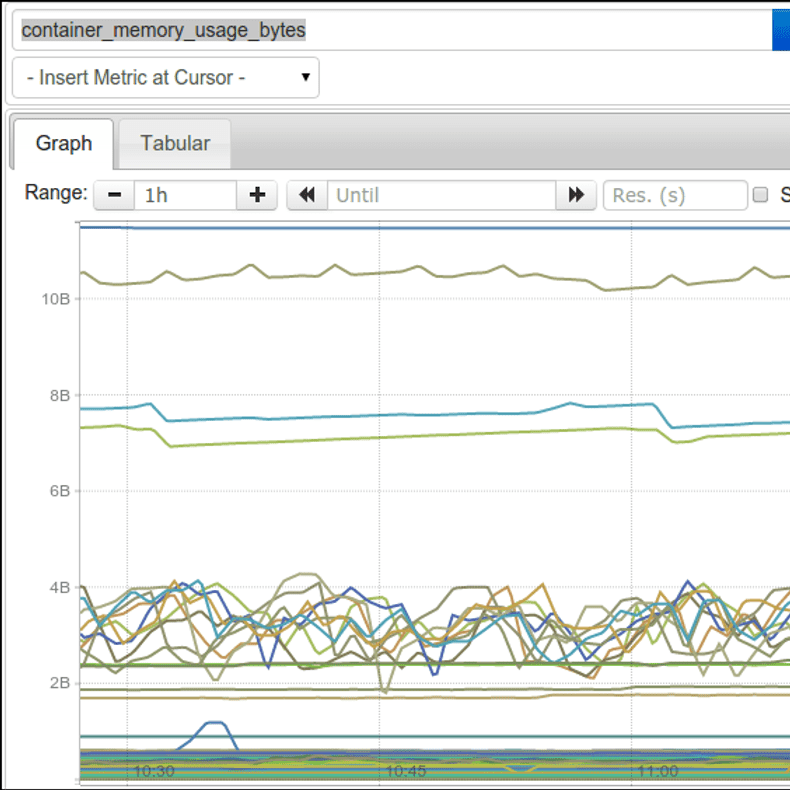 container_memory_usage_bytes
- Insert Metric at Cursor -
Graph Tabular
Range: 1h Until Res. (s) S
10B
8B
6B
4B
2B
10:30 10:45 11:00